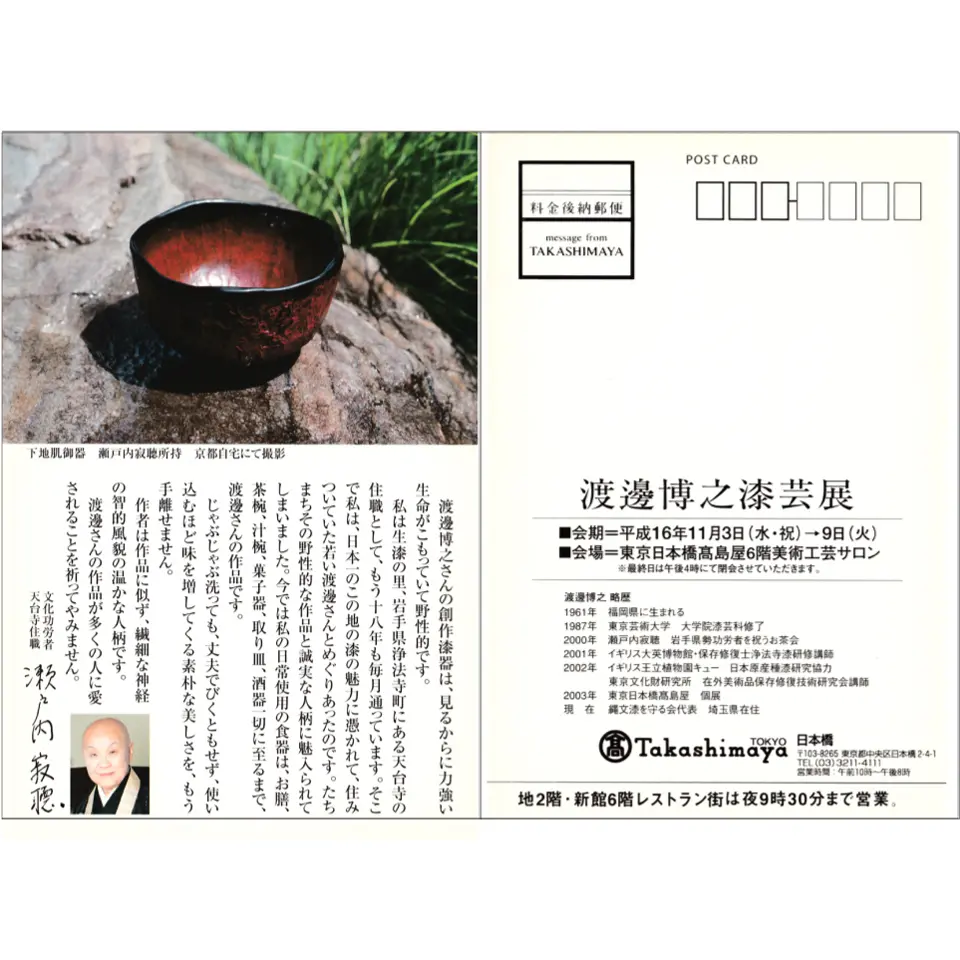 下地肌御器　瀬戸内寂聴所持　京都自宅にて撮影
渡邊博之さんの創作漆器は、見るからに力強い
生命がこもっていて野性的です。
私は生漆の里、岩手県浄法寺町にある天台寺の
住職として、もう十八年も毎月通っています。そこ
で私は、日本一のこの地の漆の魅力に憑かれて、住み
ついていた若い渡邊さんとめぐりあったのです。たち
まちその野性的な作品と誠実な人柄に魅入られて
しまいました。今では私の日常使用の食器は、お膳、
茶椀、汁椀、菓子器、取り皿、酒器一切に至るまで、
渡邊さんの作品です。
じゃぶじゃぶ洗っても、丈夫でびくともせず、使い
込むほど味を増してくる素朴な美しさを、もう
手離せません。
作者は作品に似ず、繊細な神経
の智的風貌の温かな人柄です。
渡邊さんの作品が多くの人に愛
されることを祈ってやみません。
文化功労者
天台寺住職
瀬戸内寂聴
POST CARD
料金後納郵便
message from
TAKASHIMAYA
渡邊博之漆芸展
■会期＝平成16年11月3日（水・祝）→9日（火）
■会場＝東京日本橋髙島屋6階美術工芸サロン
※最終日は午後4時にて閉会させていただきます。
渡邊博之 略歴
1961年　福岡県に生まれる
1987年　東京芸術大学　大学院漆芸科修了
2000年　瀬戸内寂聴　岩手県勢功労者を祝うお茶会
2001年　イギリス大英博物館・保存修復士浄法寺漆研修講師
2002年　イギリス王立植物園キュー　日本原産種漆研究協力
東京文化財研究所　在外美術品保存修復技術研究会講師
2003年　東京日本橋髙島屋　個展
現　在　縄文漆を守る会代表　埼玉県在住
髙 Takashimaya TOKYO 日本橋
〒103-8265 東京都中央区日本橋2-4-1
TEL (03) 3211-4111
営業時間：午前10時〜午後8時
地2階・新館6階レストラン街は夜9時30分まで営業。